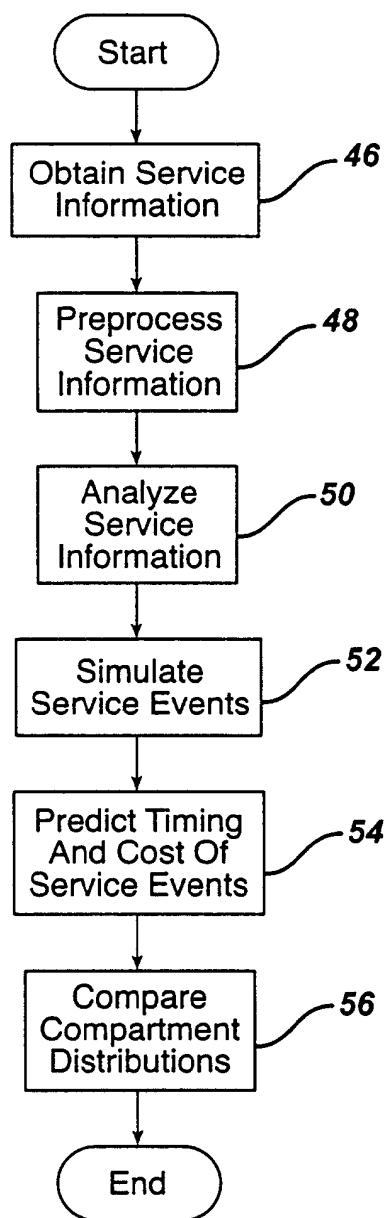 Start
Obtain Service
Information
46
Preprocess
Service
Information
48
Analyze
Service
Information
50
Simulate
Service Events
52
Predict Timing
And Cost Of
Service Events
54
Compare
Compartment
Distributions
56
End